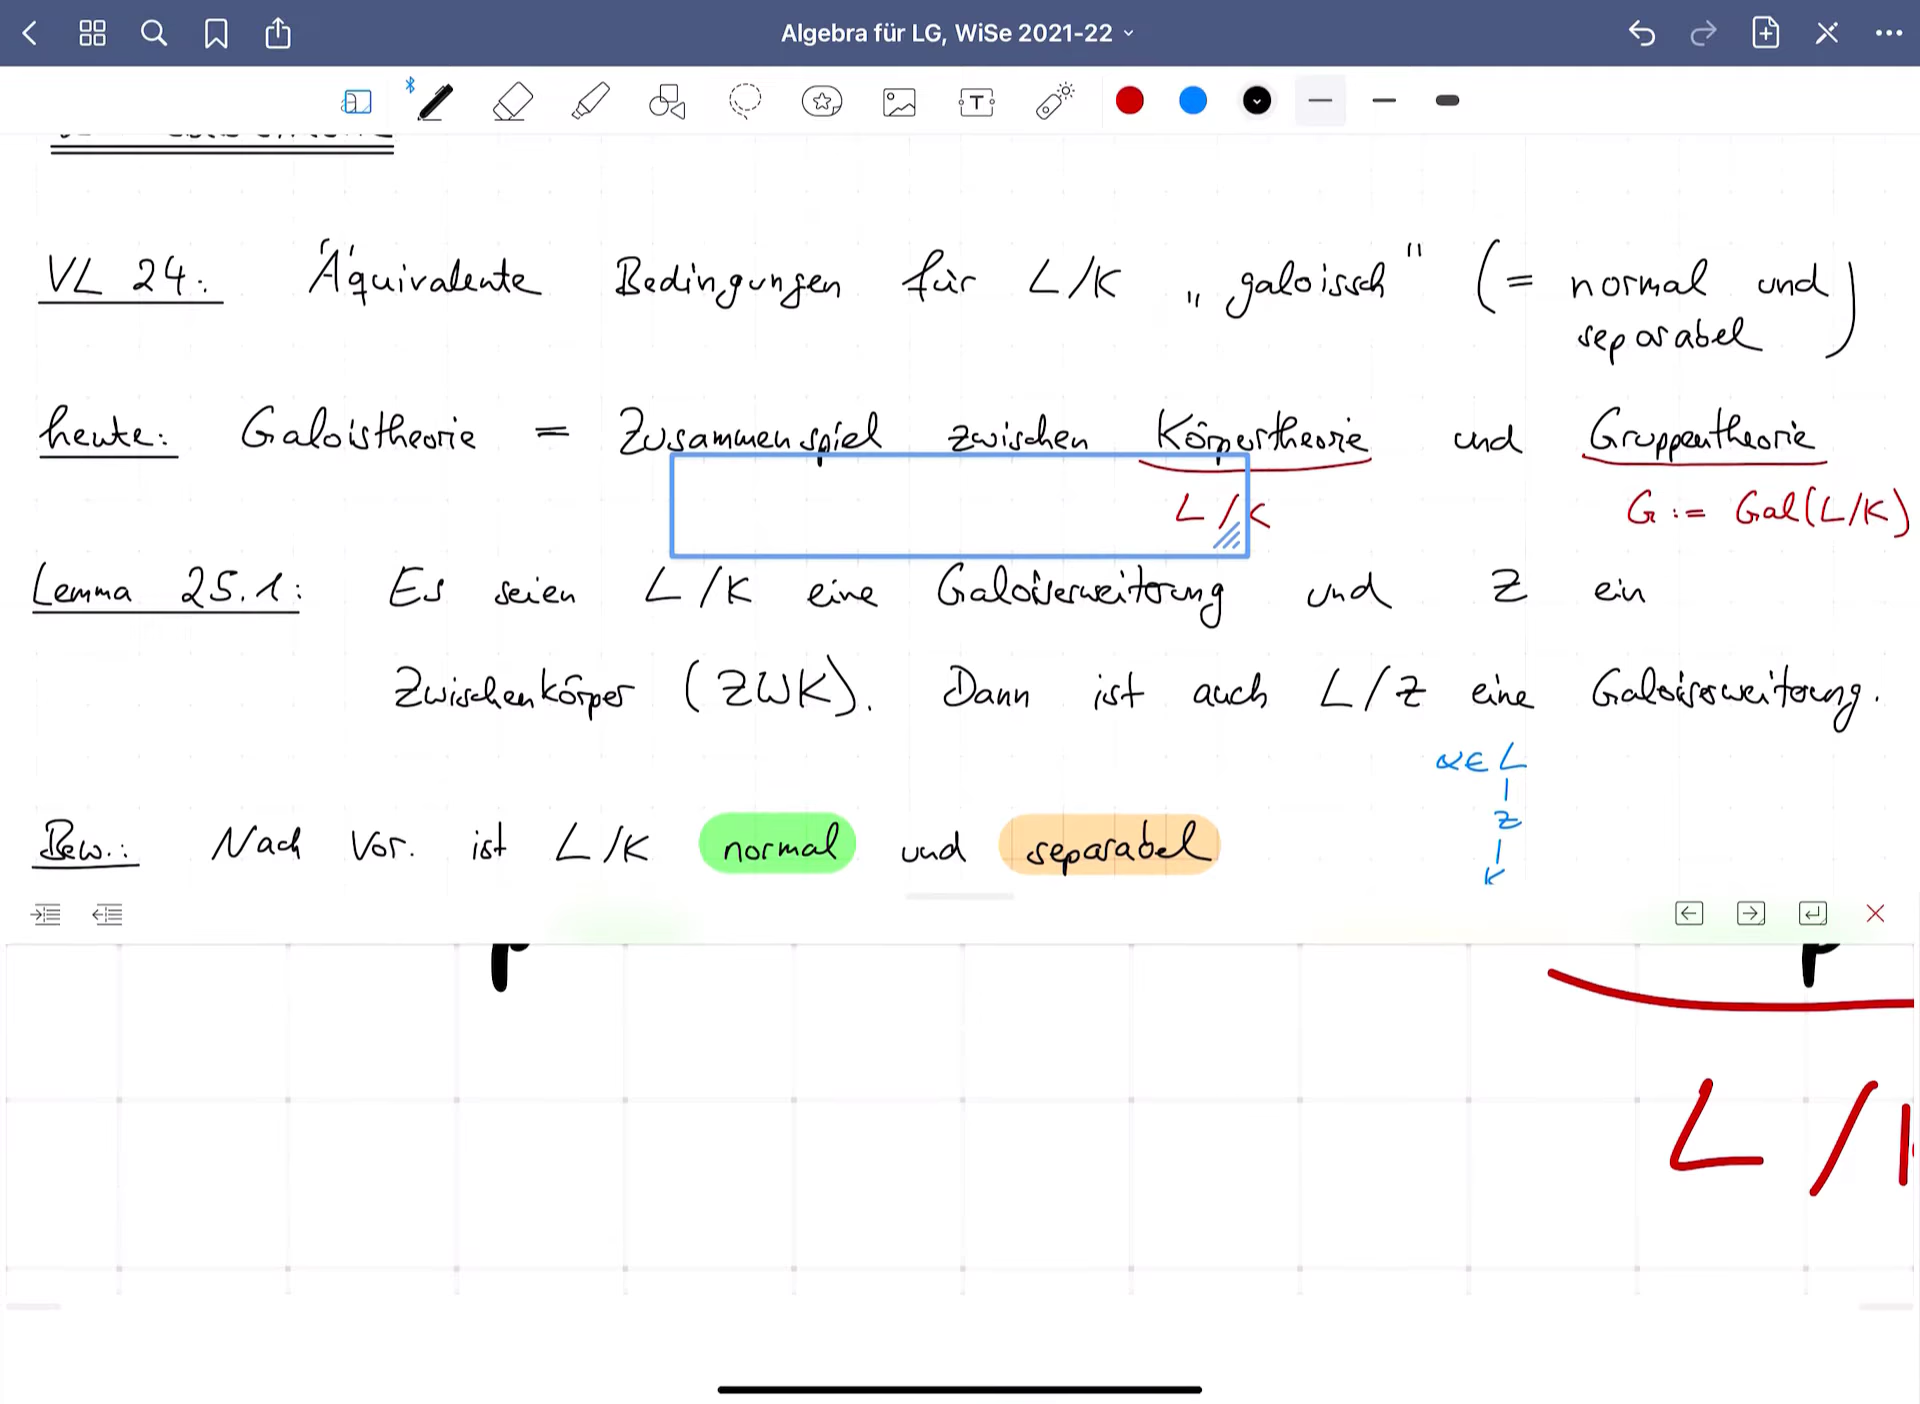 Algebra für LG, WiSe 2021-22
VL 24: Äquivalente Bedingungen für L/K „galoissch" (= normal und separabel)
heute: Galoistheorie = Zusammenspiel zwischen Körpertheorie und Gruppentheorie
L/K G := Gal(L/K)
Lemma 25.1: Es seien L/K eine Galoiserweiterung und Z ein
Zwischenkörper (ZWK). Dann ist auch L/Z eine Galoiserweiterung.
α∈L
|
Z
|
K
Bew.: Nach Vor. ist L/K normal und separabel
L/